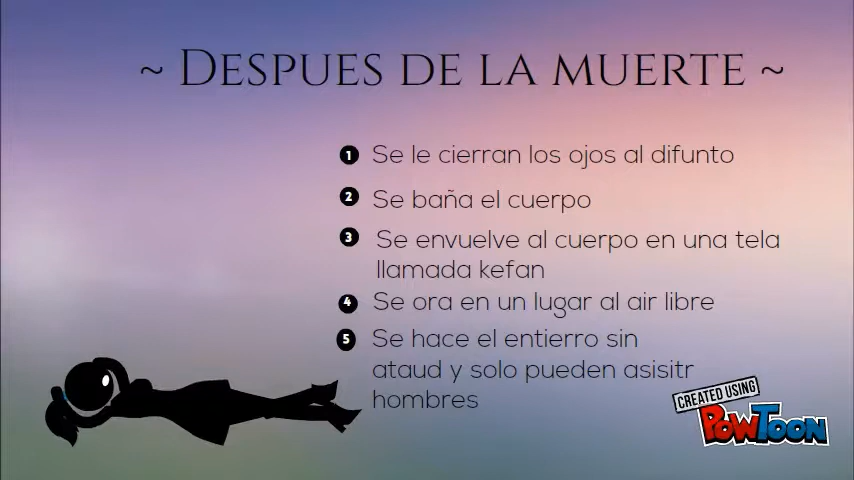 ~ DESPUES DE LA MUERTE ~
1 Se le cierran los ojos al difunto
2 Se baña el cuerpo
3 Se envuelve al cuerpo en una tela
llamada kefan
4 Se ora en un lugar al air libre
5 Se hace el entierro sin
ataud y solo pueden asisitr
hombres
CREATED USING
POWTOON